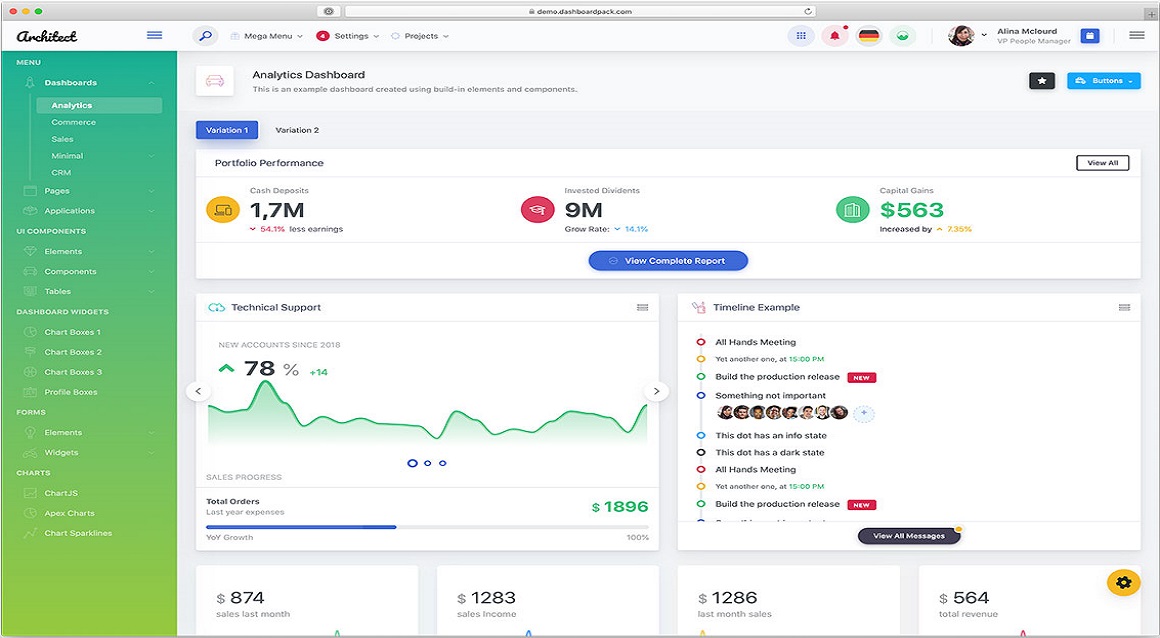 demo.dashboardpack.com
Architect
Mega Menu
4
Settings
Projects
Alina Mclourd
VP People Manager
MENU
Dashboards
Analytics
Commerce
Sales
Minimal
CRM
Pages
Applications
UI COMPONENTS
Elements
Components
Tables
DASHBOARD WIDGETS
Chart Boxes 1
Chart Boxes 2
Chart Boxes 3
Profile Boxes
FORMS
Elements
Widgets
CHARTS
ChartJS
Apex Charts
Chart Sparklines
Analytics Dashboard
This is an example dashboard created using build-in elements and components.
Buttons
Variation 1
Variation 2
Portfolio Performance
View All
Cash Deposits
1,7M
54.1% less earnings
Invested Dividents
9M
Grow Rate: 14.1%
Capital Gains
$563
Increased by 7.35%
View Complete Report
Technical Support
NEW ACCOUNTS SINCE 2018
78 % +14
SALES PROGRESS
Total Orders
Last year expenses
$ 1896
YoY Growth
100%
Timeline Example
All Hands Meeting
Yet another one, at 15:00 PM
Build the production release NEW
Something not important
+
This dot has an info state
This dot has a dark state
All Hands Meeting
Yet another one, at 15:00 PM
Build the production release NEW
View All Messages
$ 874
sales last month
$ 1283
sales Income
$ 1286
last month sales
$ 564
total revenue